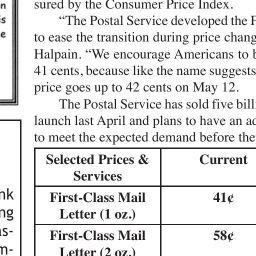 sured by the Consumer Price Index.
“The Postal Service developed the F
to ease the transition during price chang
Halpain. “We encourage Americans to b
41 cents, because like the name suggests
price goes up to 42 cents on May 12.
The Postal Service has sold five billi
launch last April and plans to have an ad
to meet the expected demand before the
Selected Prices & Services Current
First-Class Mail Letter (1 oz.) 41¢
First-Class Mail Letter (2 oz.) 58¢